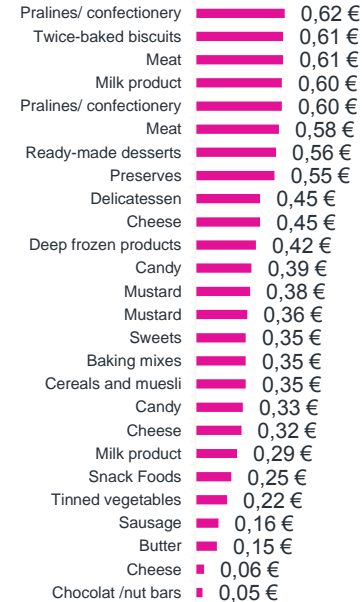 Pralines/ confectionery 0,62 €
Twice-baked biscuits 0,61 €
Meat 0,61 €
Milk product 0,60 €
Pralines/ confectionery 0,60 €
Meat 0,58 €
Ready-made desserts 0,56 €
Preserves 0,55 €
Delicatessen 0,45 €
Cheese 0,45 €
Deep frozen products 0,42 €
Candy 0,39 €
Mustard 0,38 €
Mustard 0,36 €
Sweets 0,35 €
Baking mixes 0,35 €
Cereals and muesli 0,35 €
Candy 0,33 €
Cheese 0,32 €
Milk product 0,29 €
Snack Foods 0,25 €
Tinned vegetables 0,22 €
Sausage 0,16 €
Butter 0,15 €
Cheese 0,06 €
Chocolat /nut bars 0,05 €